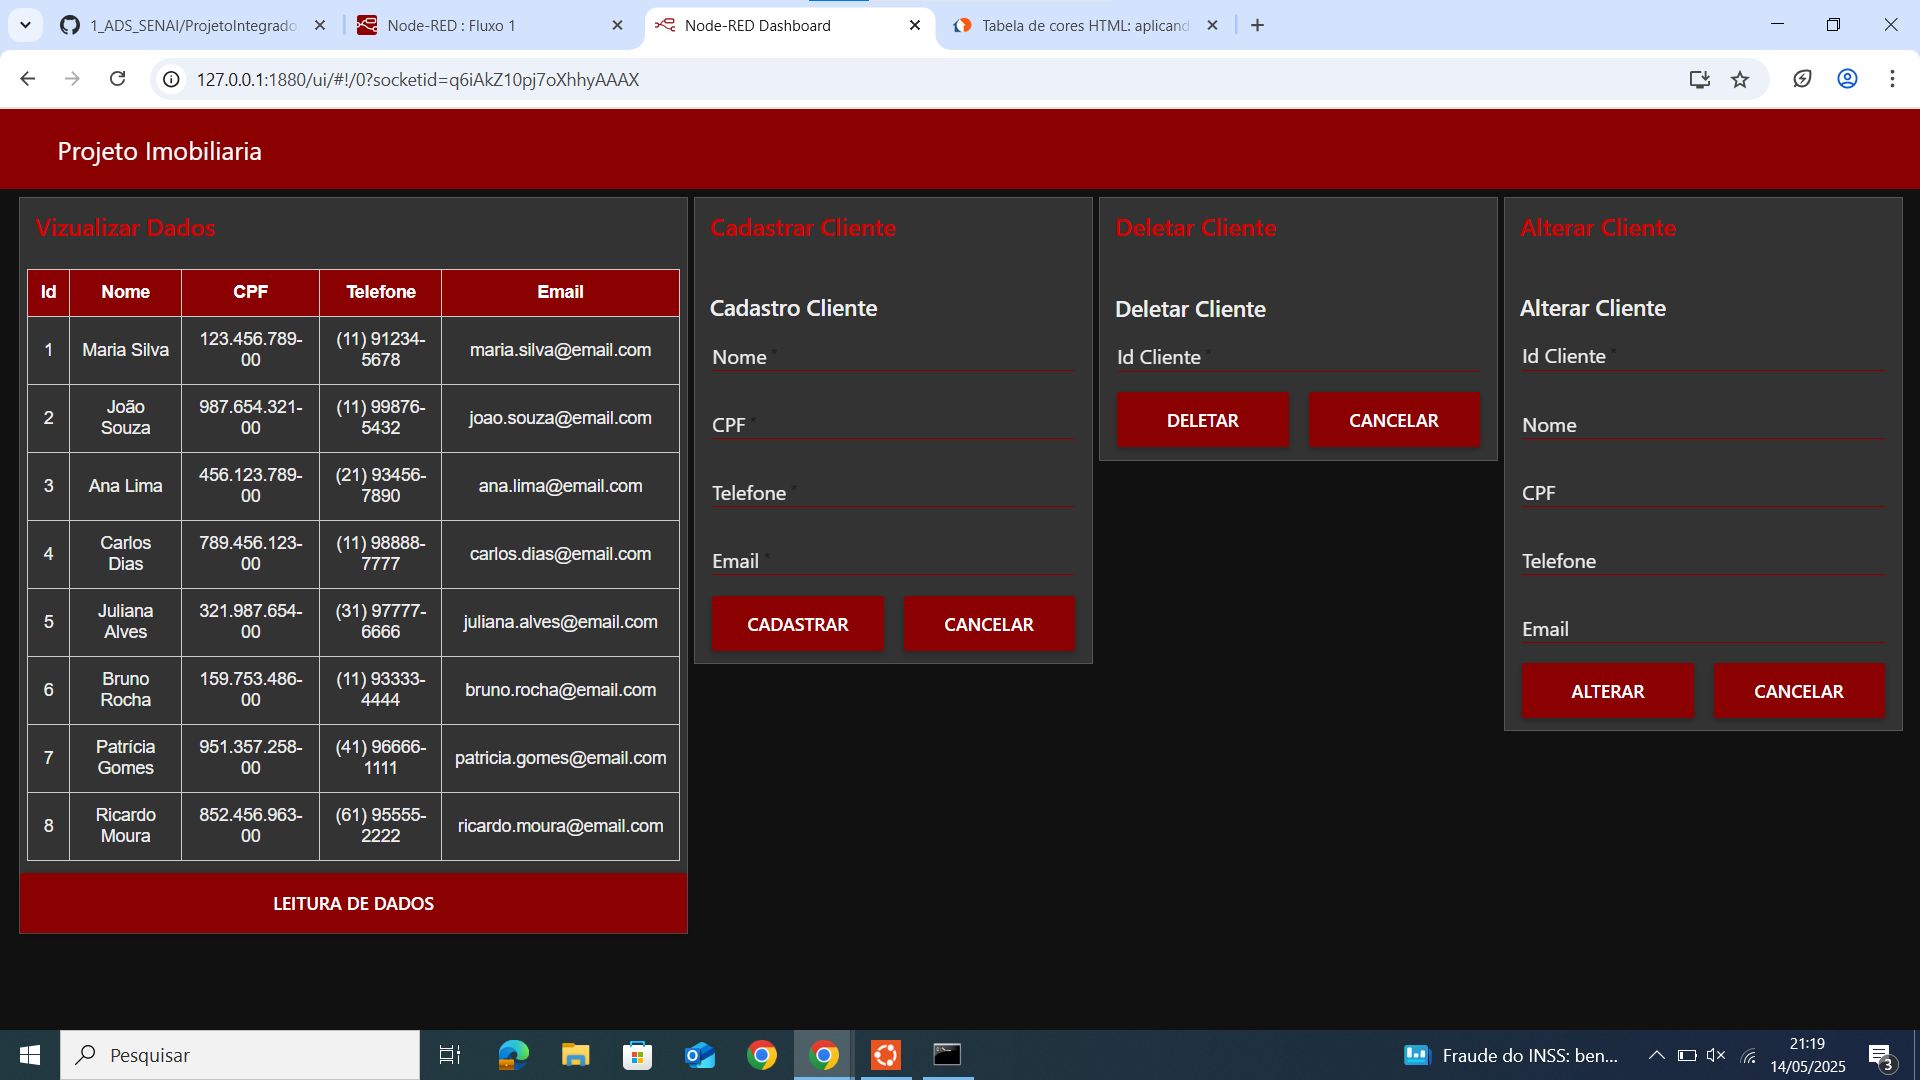 1_ADS_SENAI/ProjetoIntegrado
Node-RED : Fluxo 1
Node-RED Dashboard
Tabela de cores HTML: aplicand
127.0.0.1:1880/ui/#!/0?socketid=q6iAkZ10pj7oXhhyAAAX
Projeto Imobiliaria
Vizualizar Dados
Id Nome CPF Telefone Email
1 Maria Silva 123.456.789-00 (11) 91234-5678 maria.silva@email.com
2 João Souza 987.654.321-00 (11) 99876-5432 joao.souza@email.com
3 Ana Lima 456.123.789-00 (21) 93456-7890 ana.lima@email.com
4 Carlos Dias 789.456.123-00 (11) 98888-7777 carlos.dias@email.com
5 Juliana Alves 321.987.654-00 (31) 97777-6666 juliana.alves@email.com
6 Bruno Rocha 159.753.486-00 (11) 93333-4444 bruno.rocha@email.com
7 Patrícia Gomes 951.357.258-00 (41) 96666-1111 patricia.gomes@email.com
8 Ricardo Moura 852.456.963-00 (61) 95555-2222 ricardo.moura@email.com
LEITURA DE DADOS
Cadastrar Cliente
Cadastro Cliente
Nome *
CPF *
Telefone *
Email *
CADASTRAR CANCELAR
Deletar Cliente
Deletar Cliente
Id Cliente *
DELETAR CANCELAR
Alterar Cliente
Alterar Cliente
Id Cliente *
Nome
CPF
Telefone
Email
ALTERAR CANCELAR
Pesquisar
Fraude do INSS: ben...
21:19
14/05/2025
3